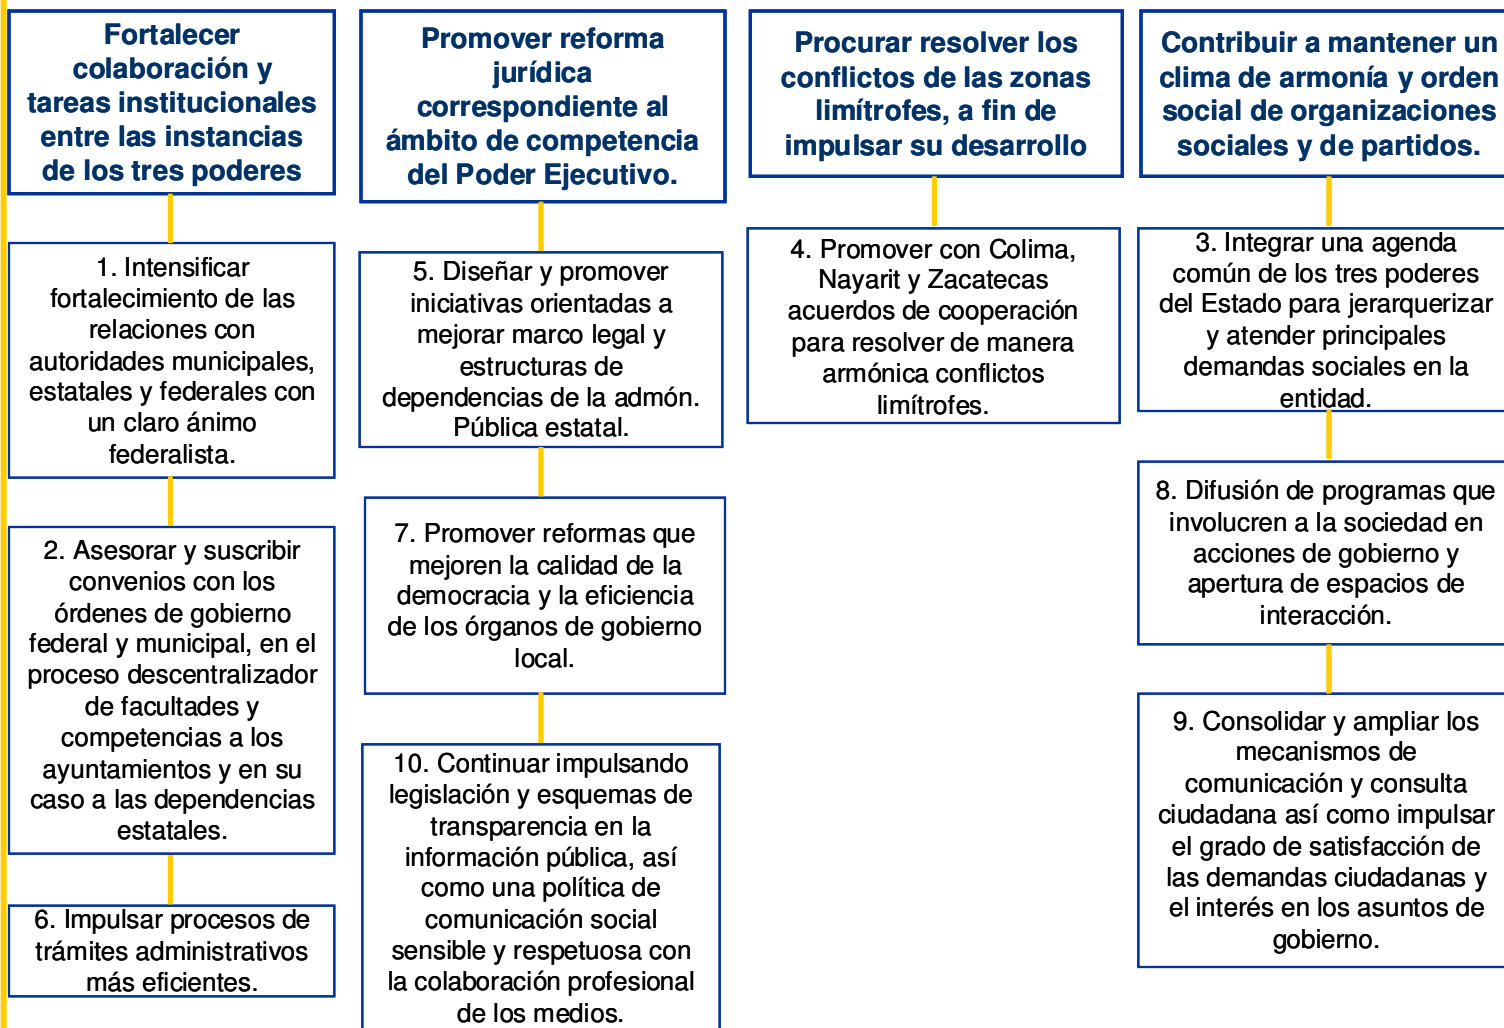 Fortalecer
colaboración y
tareas institucionales
entre las instancias
de los tres poderes
1. Intensificar
fortalecimiento de las
relaciones con
autoridades municipales,
estatales y federales con
un claro ánimo
federalista.
2. Asesorar y suscribir
convenios con los
órdenes de gobierno
federal y municipal, en el
proceso descentralizador
de facultades y
competencias a los
ayuntamientos y en su
caso a las dependencias
estatales.
6. Impulsar procesos de
trámites administrativos
más eficientes.
Promover reforma
jurídica
correspondiente al
ámbito de competencia
del Poder Ejecutivo.
5. Diseñar y promover
iniciativas orientadas a
mejorar marco legal y
estructuras de
dependencias de la admón.
Pública estatal.
7. Promover reformas que
mejoren la calidad de la
democracia y la eficiencia
de los órganos de gobierno
local.
10. Continuar impulsando
legislación y esquemas de
transparencia en la
información pública, así
como una política de
comunicación social
sensible y respetuosa con
la colaboración profesional
de los medios.
Procurar resolver los
conflictos de las zonas
limítrofes, a fin de
impulsar su desarrollo
4. Promover con Colima,
Nayarit y Zacatecas
acuerdos de cooperación
para resolver de manera
armónica conflictos
limítrofes.
Contribuir a mantener un
clima de armonía y orden
social de organizaciones
sociales y de partidos.
3. Integrar una agenda
común de los tres poderes
del Estado para jerarquerizar
y atender principales
demandas sociales en la
entidad.
8. Difusión de programas que
involucren a la sociedad en
acciones de gobierno y
apertura de espacios de
interacción.
9. Consolidar y ampliar los
mecanismos de
comunicación y consulta
ciudadana así como impulsar
el grado de satisfacción de
las demandas ciudadanas y
el interés en los asuntos de
gobierno.